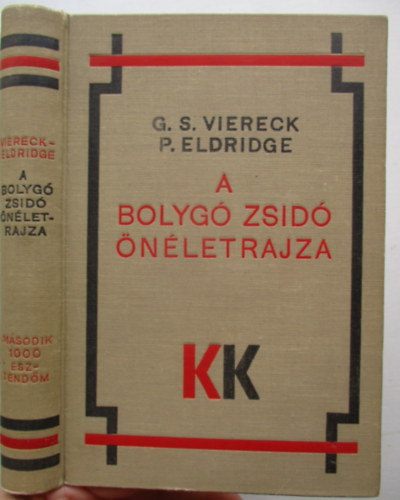 VIERECK-
ELDRIDGE
A
BOLYGÓ
ZSIDÓ
ÖNÉLET-
RAJZA
MÁSODIK
1000
ESZ-
TENDŐM
G. S. VIERECK
P. ELDRIDGE
A
BOLYGÓ ZSIDÓ
ÖNÉLETRAJZA
KK